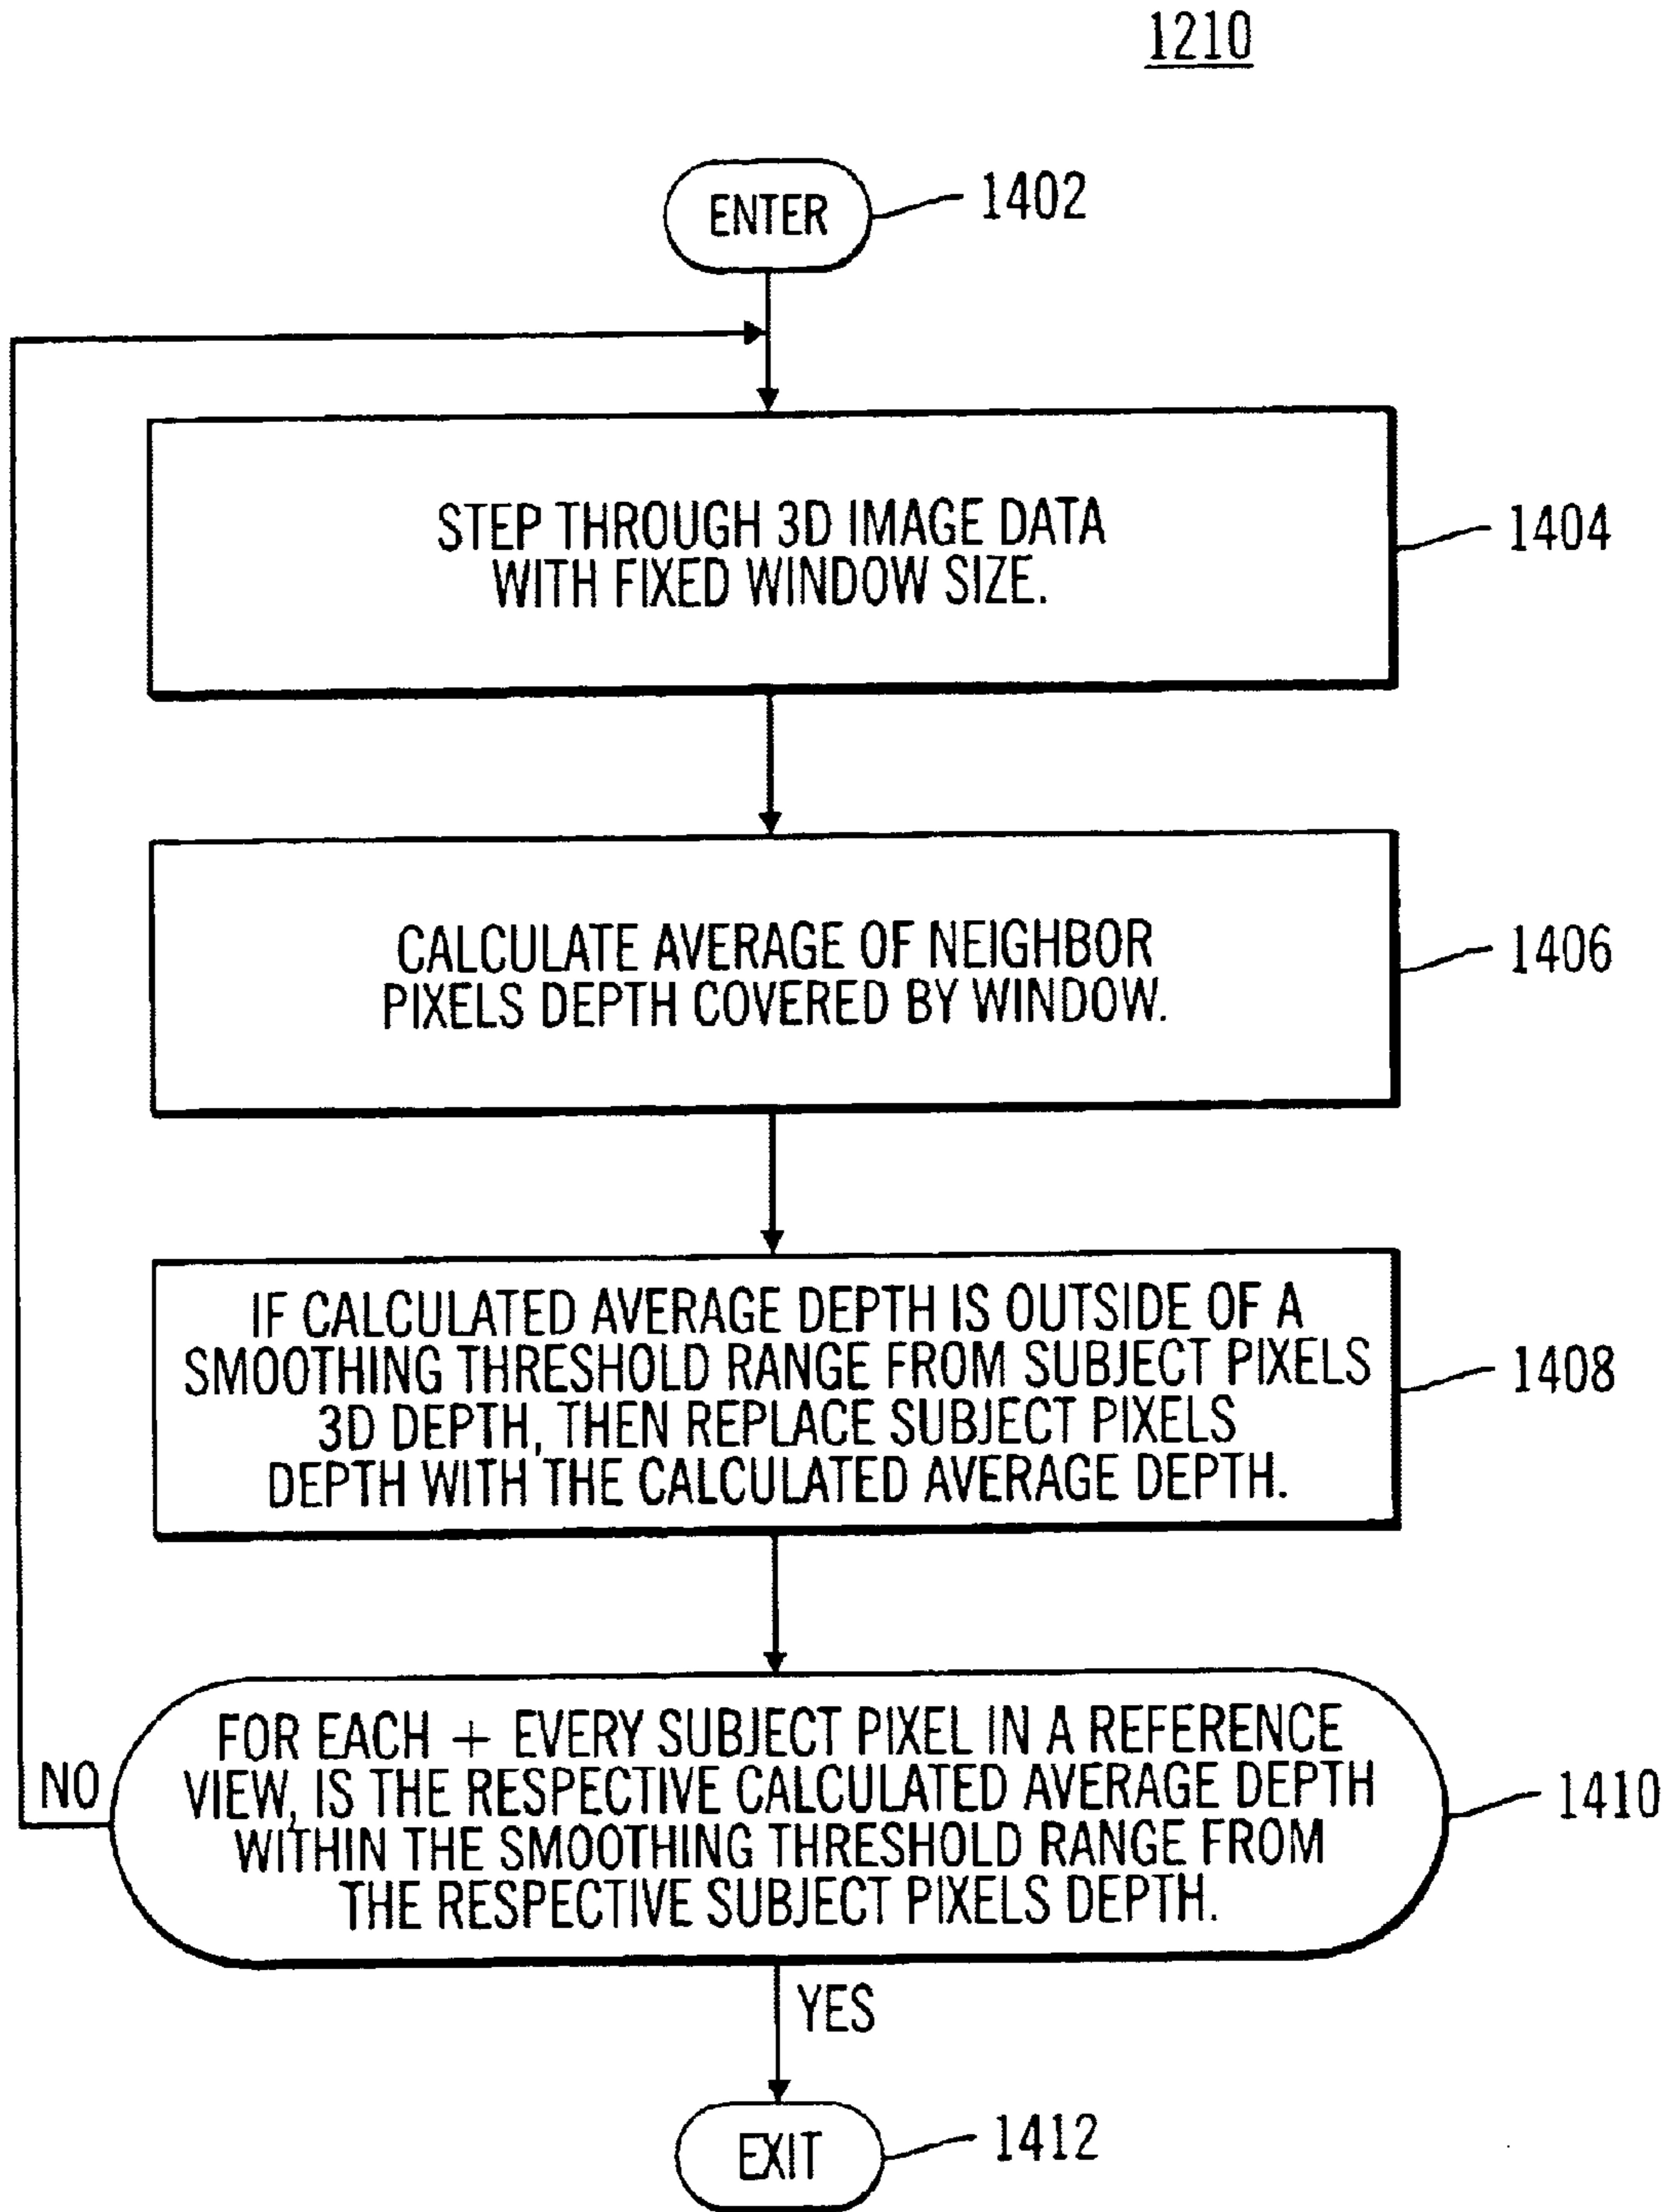 1210
ENTER
1402
STEP THROUGH 3D IMAGE DATA
WITH FIXED WINDOW SIZE.
1404
CALCULATE AVERAGE OF NEIGHBOR
PIXELS DEPTH COVERED BY WINDOW.
1406
IF CALCULATED AVERAGE DEPTH IS OUTSIDE OF A
SMOOTHING THRESHOLD RANGE FROM SUBJECT PIXELS
3D DEPTH, THEN REPLACE SUBJECT PIXELS
DEPTH WITH THE CALCULATED AVERAGE DEPTH.
1408
FOR EACH + EVERY SUBJECT PIXEL IN A REFERENCE
VIEW, IS THE RESPECTIVE CALCULATED AVERAGE DEPTH
WITHIN THE SMOOTHING THRESHOLD RANGE FROM
THE RESPECTIVE SUBJECT PIXELS DEPTH.
1410
NO
YES
EXIT
1412